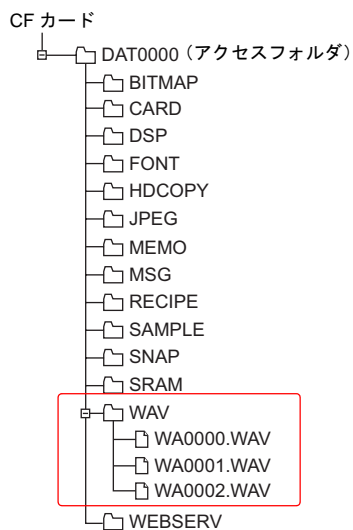 CF カード
DAT0000（アクセスフォルダ）
BITMAP
CARD
DSP
FONT
HDCOPY
JPEG
MEMO
MSG
RECIPE
SAMPLE
SNAP
SRAM
WAV
WA0000.WAV
WA0001.WAV
WA0002.WAV
WEBSERV